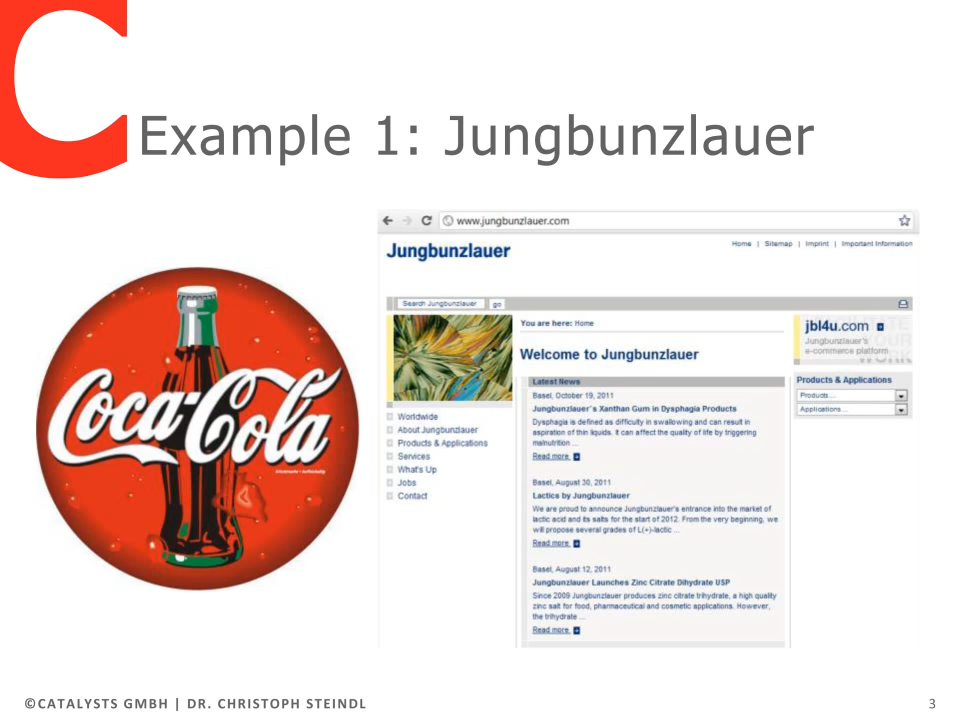 Example 1: Jungbunzlauer
Coca-Cola
www.jungbunzlauer.com
Jungbunzlauer
Home | Sitemap | Imprint | Important Information
Search Jungbunzlauer go
Worldwide
About Jungbunzlauer
Products & Applications
Services
What's Up
Jobs
Contact
You are here: Home
Welcome to Jungbunzlauer
Latest News
Basel, October 19, 2011
Jungbunzlauer´s Xanthan Gum in Dysphagia Products
Dysphagia is defined as difficulty in swallowing and can result in
aspiration of thin liquids. It can affect the quality of life by triggering
malnutrition ...
Read more
Basel, August 30, 2011
Lactics by Jungbunzlauer
We are proud to announce Jungbunzlauer's entrance into the market of
lactic acid and its salts for the start of 2012. From the very beginning, we
will propose several grades of L(+)-lactic ...
Read more
Basel, August 12, 2011
Jungbunzlauer Launches Zinc Citrate Dihydrate USP
Since 2009 Jungbunzlauer produces zinc citrate trihydrate, a high quality
zinc salt for food, pharmaceutical and cosmetic applications. However,
the trihydrate ...
Read more
jbl4u.com
Jungbunzlauer's
e-commerce platform
Products & Applications
Products...
Applications...
©CATALYSTS GMBH | DR. CHRISTOPH STEINDL
3